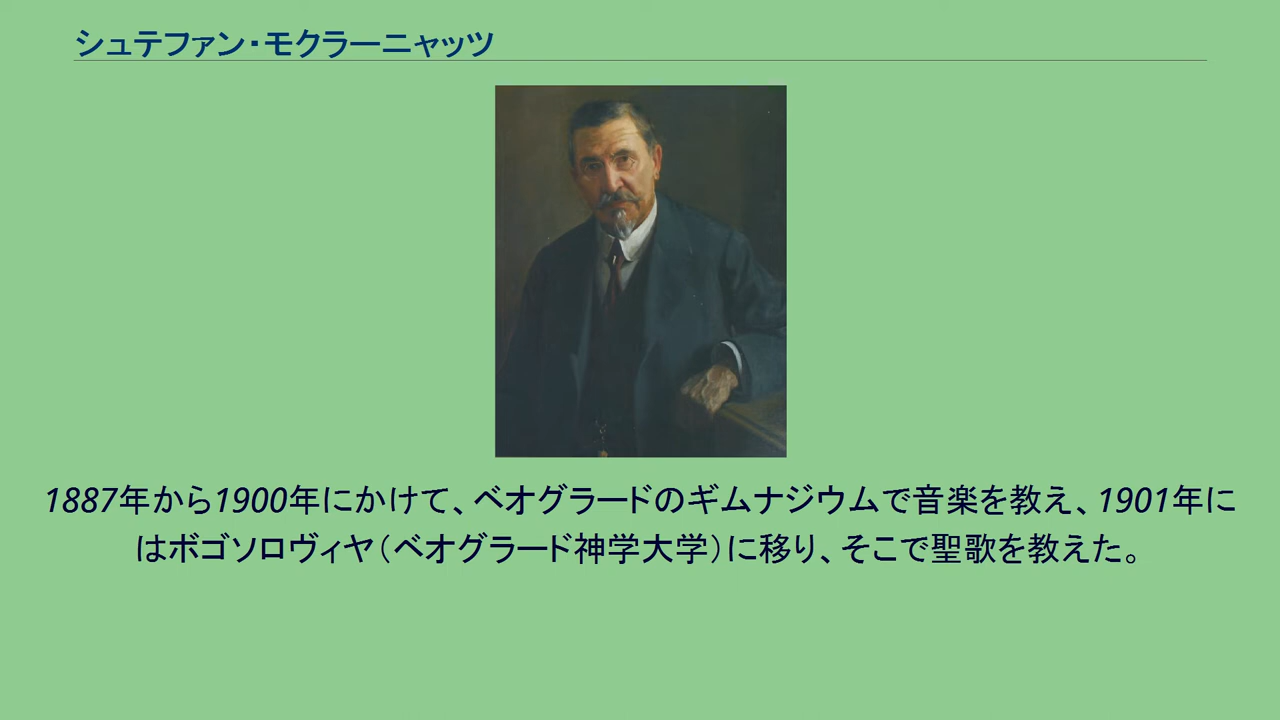 シュテファン・モクラーニャッツ
1887年から1900年にかけて、ベオグラードのギムナジウムで音楽を教え、1901年に
はボゴソロヴィヤ（ベオグラード神学大学）に移り、そこで聖歌を教えた。